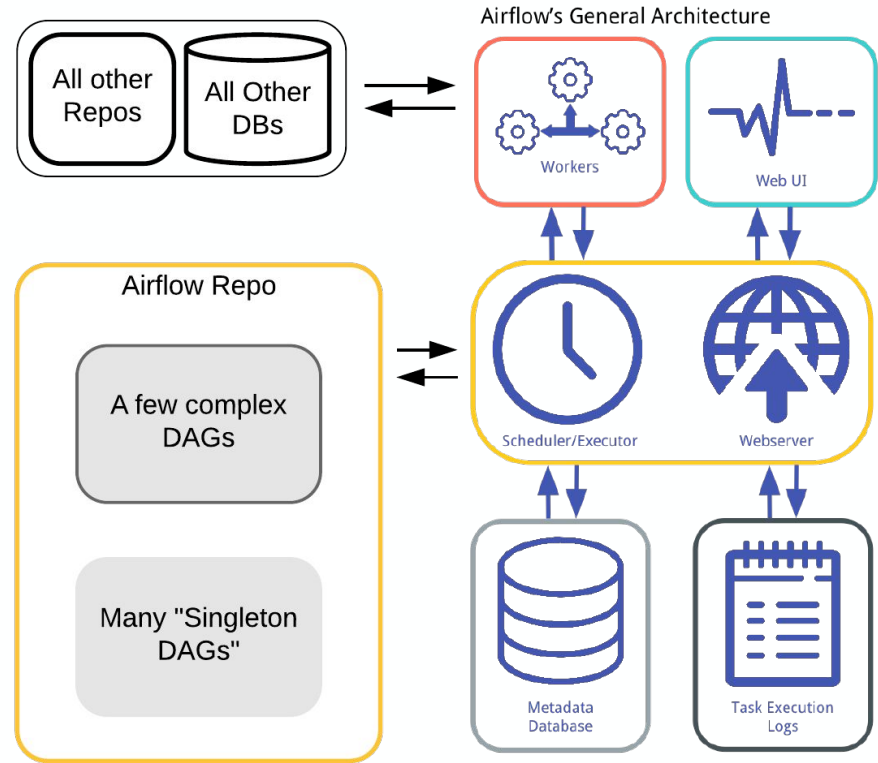 Airflow’s General Architecture
All other
Repos
All Other
DBs
Workers
Web UI
Airflow Repo
A few complex
DAGs
Many "Singleton
DAGs"
Scheduler/Executor
Webserver
Metadata
Database
Task Execution
Logs